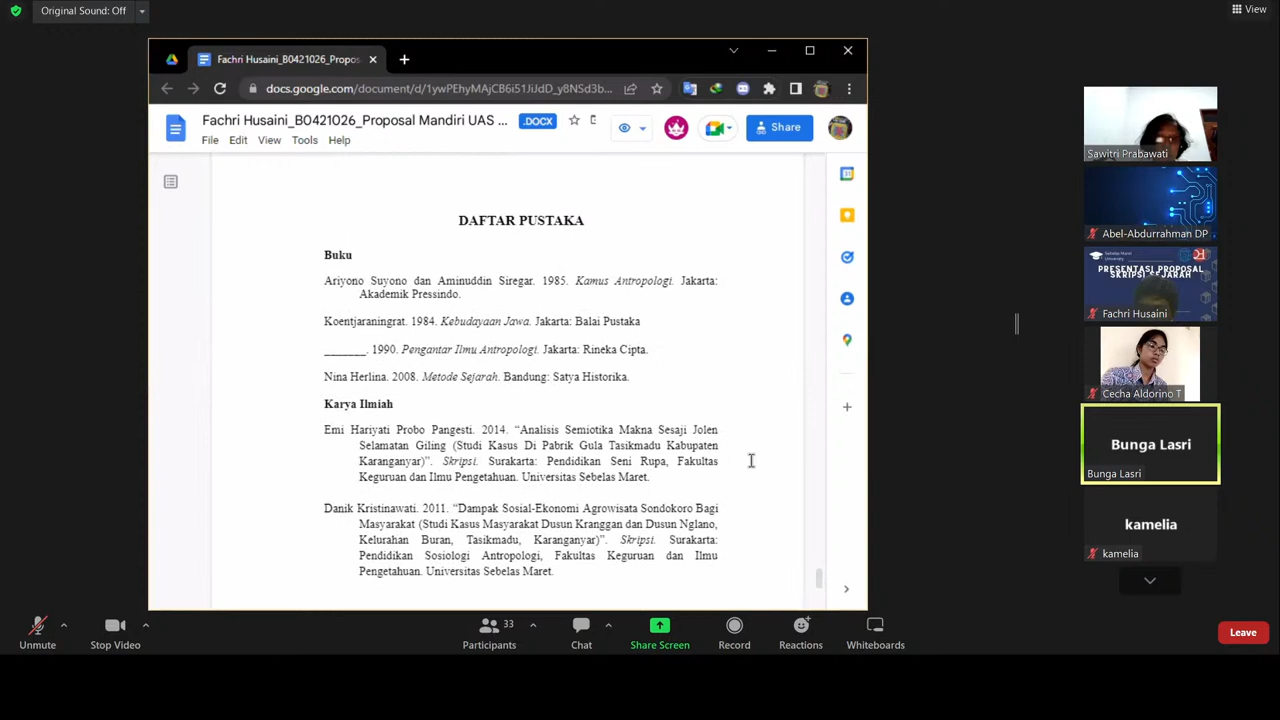 Original Sound: Off
View
Fachri Husaini_B0421026_Propos
docs.google.com/document/d/1ywPEhyMAjCB6i51JiJdD_y8NSd3b...
Fachri Husaini_B0421026_Proposal Mandiri UAS ...
.DOCX
Share
File Edit View Tools Help
DAFTAR PUSTAKA
Buku
Ariyono Suyono dan Aminuddin Siregar. 1985. Kamus Antropologi. Jakarta:
Akademik Pressindo.
Koentjaraningrat. 1984. Kebudayaan Jawa. Jakarta: Balai Pustaka
_______. 1990. Pengantar Ilmu Antropologi. Jakarta: Rineka Cipta.
Nina Herlina. 2008. Metode Sejarah. Bandung: Satya Historika.
Karya Ilmiah
Emi Hariyati Probo Pangesti. 2014. “Analisis Semiotika Makna Sesaji Jolen
Selamatan Giling (Studi Kasus Di Pabrik Gula Tasikmadu Kabupaten
Karanganyar)”. Skripsi. Surakarta: Pendidikan Seni Rupa, Fakultas
Keguruan dan Ilmu Pengetahuan. Universitas Sebelas Maret.
Danik Kristinawati. 2011. “Dampak Sosial-Ekonomi Agrowisata Sondokoro Bagi
Masyarakat (Studi Kasus Masyarakat Dusun Kranggan dan Dusun Nglano,
Kelurahan Buran, Tasikmadu, Karanganyar)”. Skripsi. Surakarta:
Pendidikan Sosiologi Antropologi, Fakultas Keguruan dan Ilmu
Pengetahuan. Universitas Sebelas Maret.
Sawitri Prabawati
Abel-Abdurrahman DP
PRESENTASI PROPOSAL
SKRIPSI SEJARAH
Fachri Husaini
Cecha Aldorino T
Bunga Lasri
Bunga Lasri
kamelia
kamelia
Unmute
Stop Video
33
Participants
Chat
Share Screen
Record
Reactions
Whiteboards
Leave